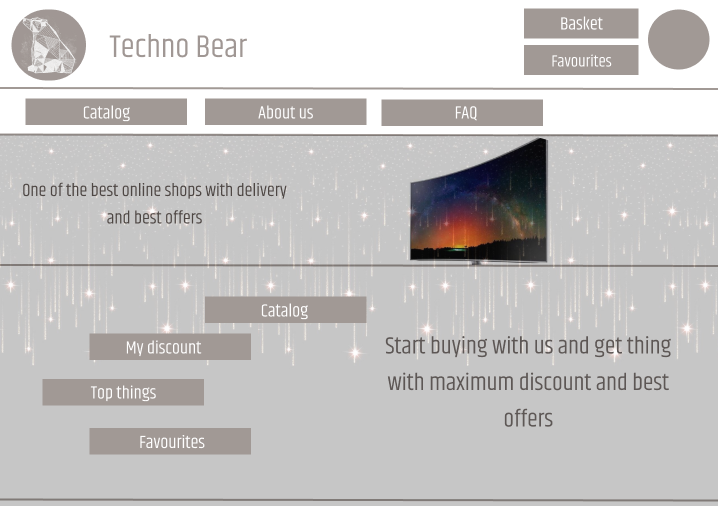 Techno Bear
Basket
Favourites
Catalog
About us
FAQ
One of the best online shops with delivery
and best offers
Catalog
My discount
Top things
Favourites
Start buying with us and get thing
with maximum discount and best
offers